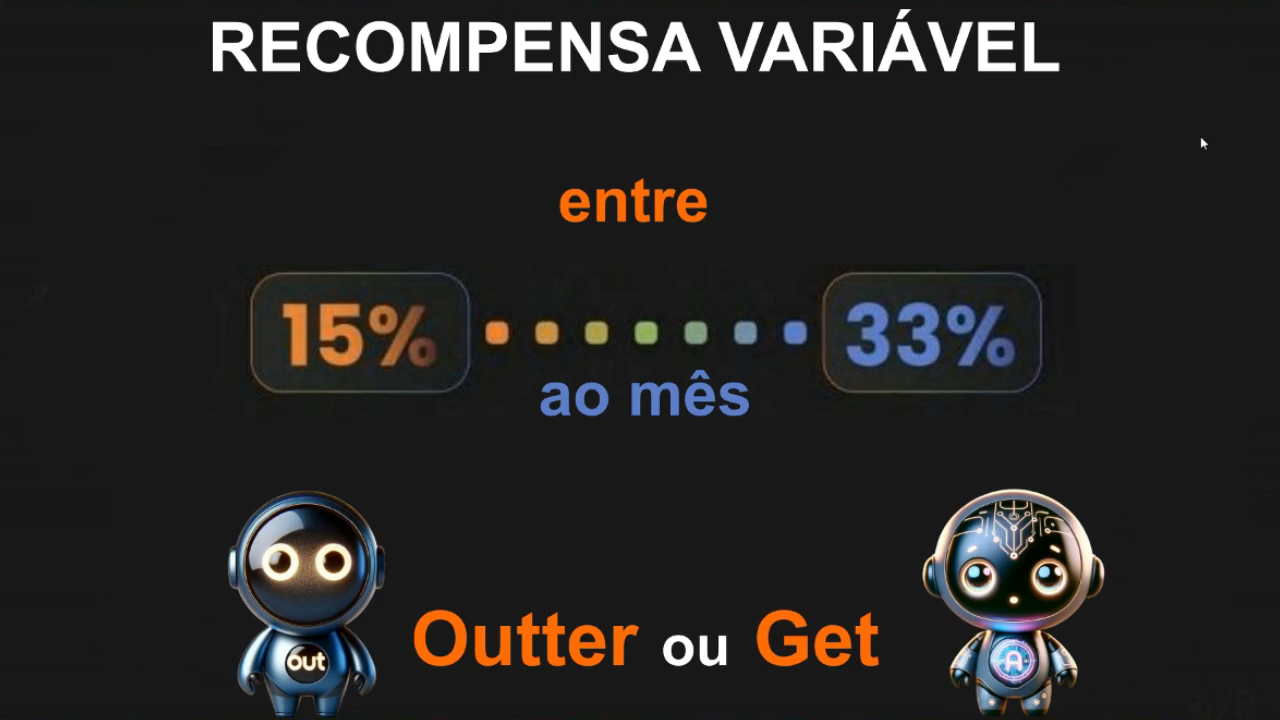 RECOMPENSA VARIÁVEL
entre
15% 33%
ao mês
out
Outter ou Get
A